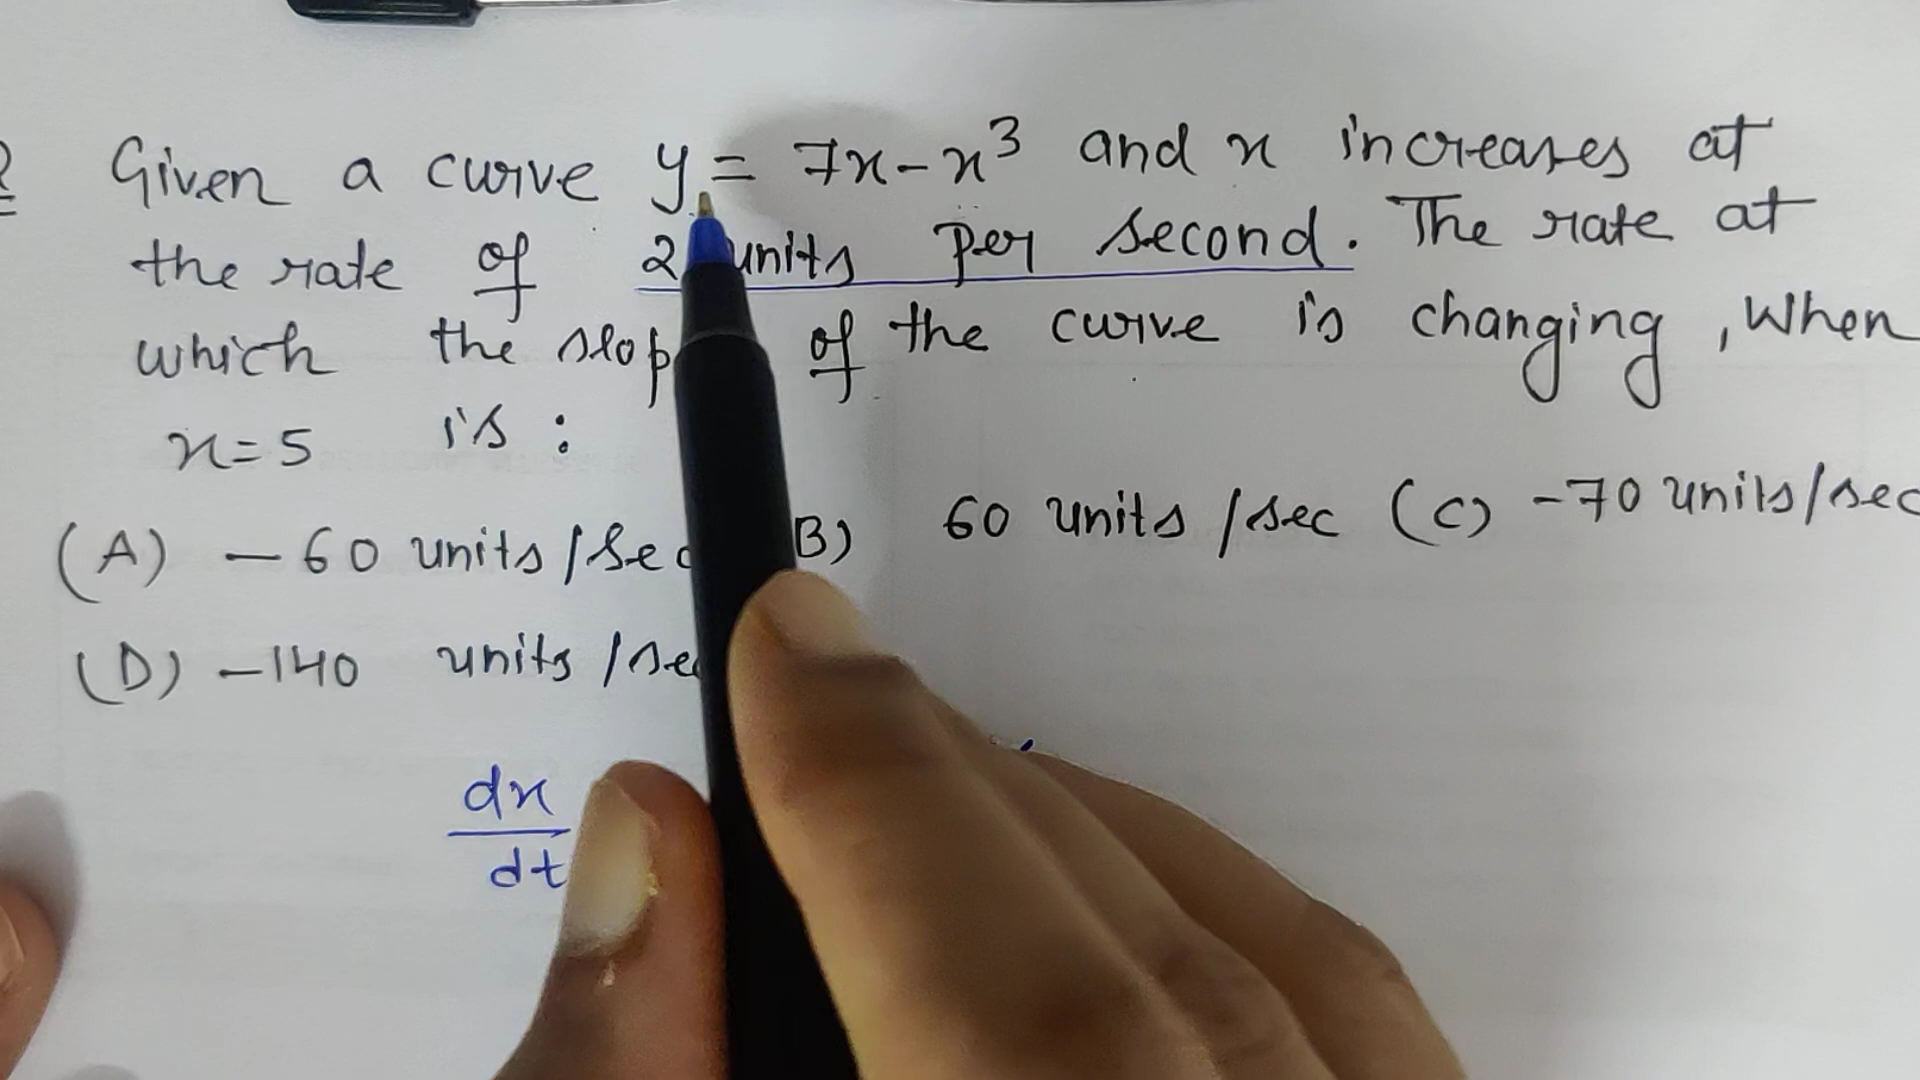 Given a curve y = 7x - x³ and x increases at
the rate of 2 units per second. The rate at
which the slop of the curve is changing, when
x = 5 is :
(A) - 60 units/Sec B) 60 units/sec (C) -70 units/sec
(D) -140 units/sec
dx
dt